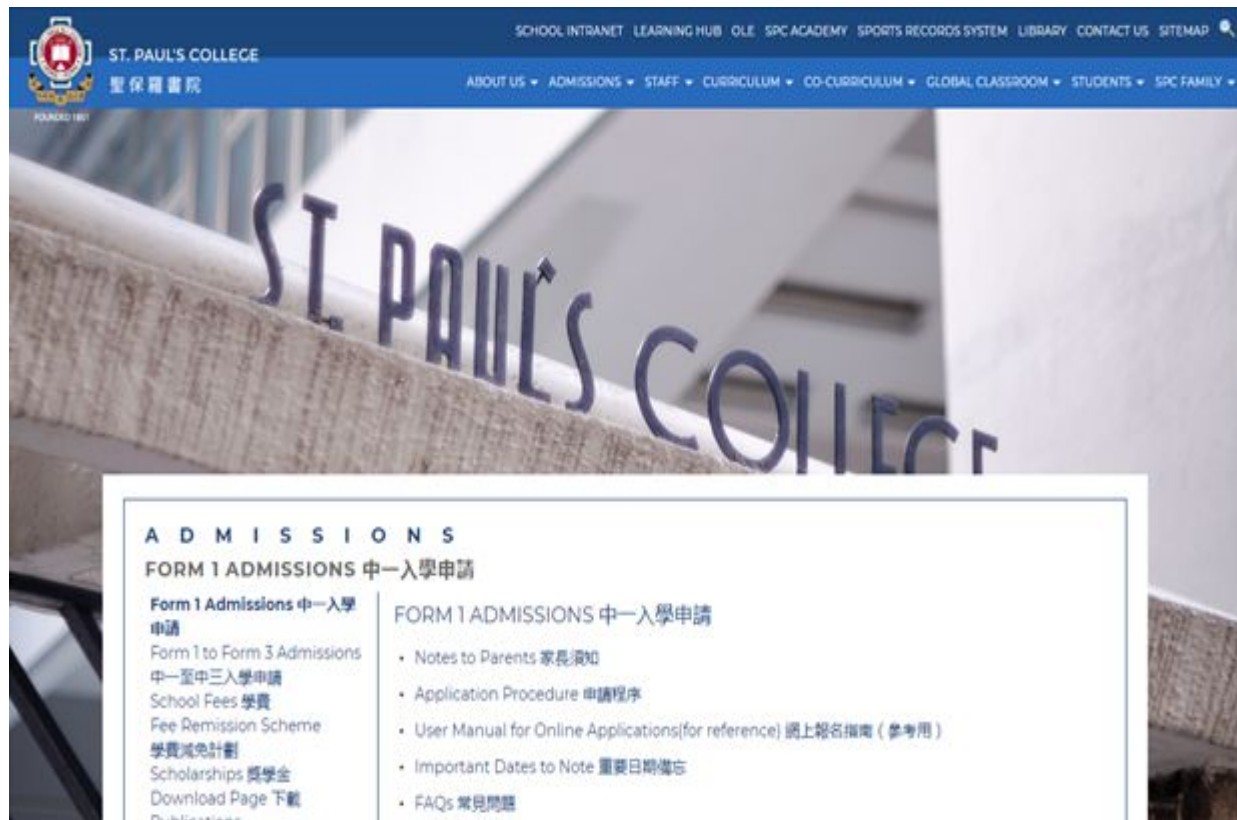 SCHOOL INTRANET LEARNING HUB OLE SPC ACADEMY SPORTS RECORDS SYSTEM LIBRARY CONTACT US SITEMAP
ST. PAUL'S COLLEGE
聖保羅書院
ABOUT US ADMISSIONS STAFF CURRICULUM CO-CURRICULUM GLOBAL CLASSROOM STUDENTS SPC FAMILY
FOUNDED 1851
ST. PAUL'S COLLEGE
ADMISSIONS
FORM 1 ADMISSIONS 中一入學申請
Form 1 Admissions 中一入學
申請
Form 1 to Form 3 Admissions
中一至中三入學申請
School Fees 學費
Fee Remission Scheme
學費減免計劃
Scholarships 獎學金
Download Page 下載
Publications
FORM 1 ADMISSIONS 中一入學申請
• Notes to Parents 家長須知
• Application Procedure 申請程序
• User Manual for Online Applications(for reference) 網上報名指南（參考用）
• Important Dates to Note 重要日期備忘
• FAQs 常見問題